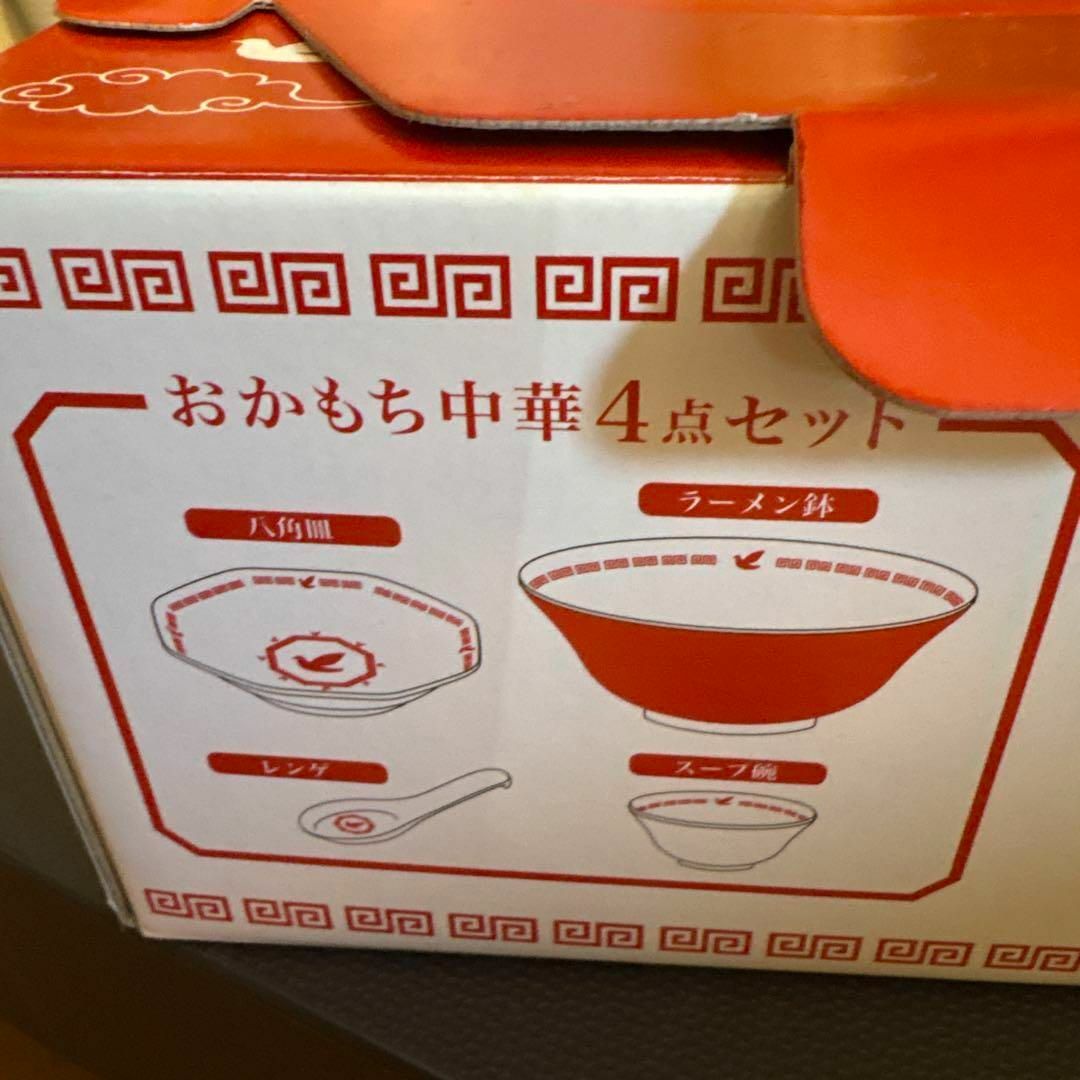 おかもち中華4点セット
八角皿
ラーメン鉢
レンゲ
スープ碗